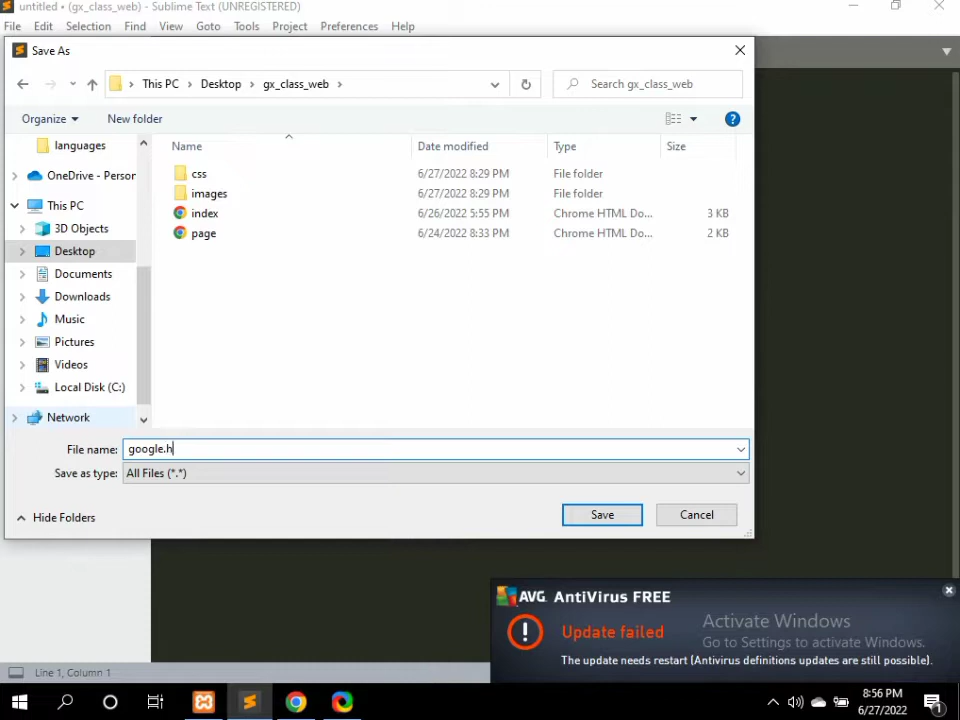 untitled • (gx_class_web) - Sublime Text (UNREGISTERED)
File Edit Selection Find View Goto Tools Project Preferences Help
Save As
This PC > Desktop > gx_class_web >
Search gx_class_web
Organize New folder
Name Date modified Type Size
languages
OneDrive - Person
This PC
3D Objects
Desktop
Documents
Downloads
Music
Pictures
Videos
Local Disk (C:)
Network
css 6/27/2022 8:29 PM File folder
images 6/27/2022 8:29 PM File folder
index 6/26/2022 5:55 PM Chrome HTML Do... 3 KB
page 6/24/2022 8:33 PM Chrome HTML Do... 2 KB
File name: google.h
Save as type: All Files (*.*)
Hide Folders
Save Cancel
AVG AntiVirus FREE
Update failed
The update needs restart (Antivirus definitions updates are still possible).
Activate Windows
Go to Settings to activate Windows.
Line 1, Column 1
8:56 PM
6/27/2022
1